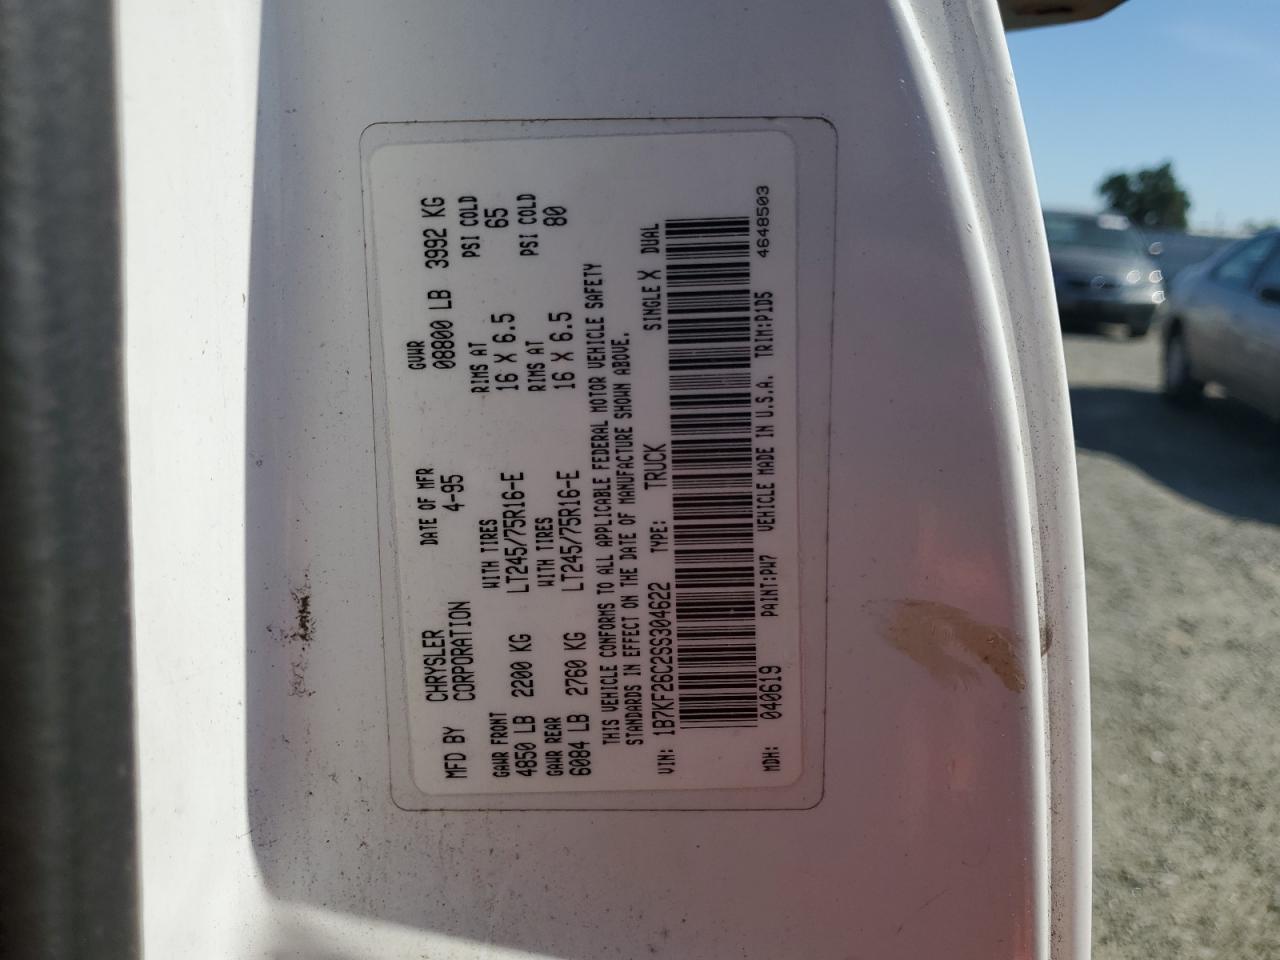 MFD BY CHRYSLER CORPORATION DATE OF MFR 4-95 GVWR 08800 LB 3992 KG
GAWR FRONT WITH TIRES RIMS AT PSI COLD
4850 LB 2200 KG LT245/75R16-E 16 X 6.5 65
GAWR REAR WITH TIRES RIMS AT PSI COLD
6084 LB 2760 KG LT245/75R16-E 16 X 6.5 80
THIS VEHICLE CONFORMS TO ALL APPLICABLE FEDERAL MOTOR VEHICLE SAFETY
STANDARDS IN EFFECT ON THE DATE OF MANUFACTURE SHOWN ABOVE.
VIN: 1B7KF26C2SS304622 TYPE: TRUCK SINGLE X DUAL
MDH: 040619 PAINT:PW7 VEHICLE MADE IN U.S.A. TRIM:P1D5 4648503